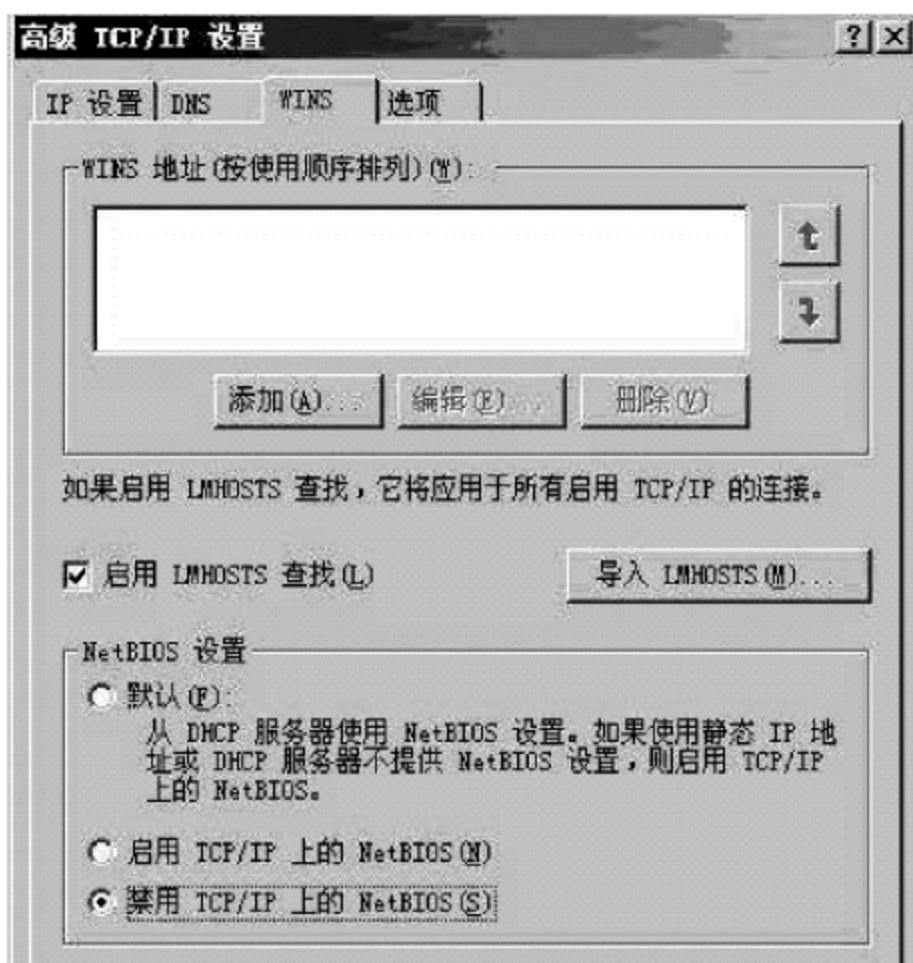 高级 TCP/IP 设置
IP 设置 DNS WINS 选项
WINS 地址(按使用顺序排列)(W):
添加(A)... 编辑(E)... 删除(V)
如果启用 LMHOSTS 查找，它将应用于所有启用 TCP/IP 的连接。
启用 LMHOSTS 查找(L) 导入 LMHOSTS(M)...
NetBIOS 设置
默认(F):
从 DHCP 服务器使用 NetBIOS 设置。如果使用静态 IP 地
址或 DHCP 服务器不提供 NetBIOS 设置，则启用 TCP/IP
上的 NetBIOS。
启用 TCP/IP 上的 NetBIOS(N)
禁用 TCP/IP 上的 NetBIOS(S)